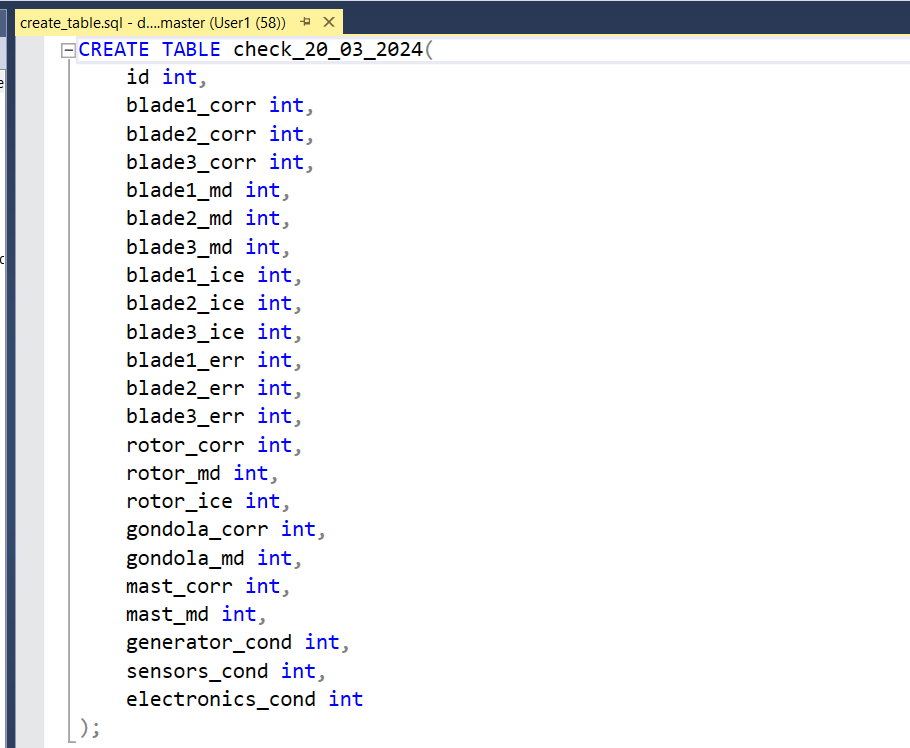 create_table.sql - d....master (User1 (58))
CREATE TABLE check_20_03_2024(
id int,
blade1_corr int,
blade2_corr int,
blade3_corr int,
blade1_md int,
blade2_md int,
blade3_md int,
blade1_ice int,
blade2_ice int,
blade3_ice int,
blade1_err int,
blade2_err int,
blade3_err int,
rotor_corr int,
rotor_md int,
rotor_ice int,
gondola_corr int,
gondola_md int,
mast_corr int,
mast_md int,
generator_cond int,
sensors_cond int,
electronics_cond int
);